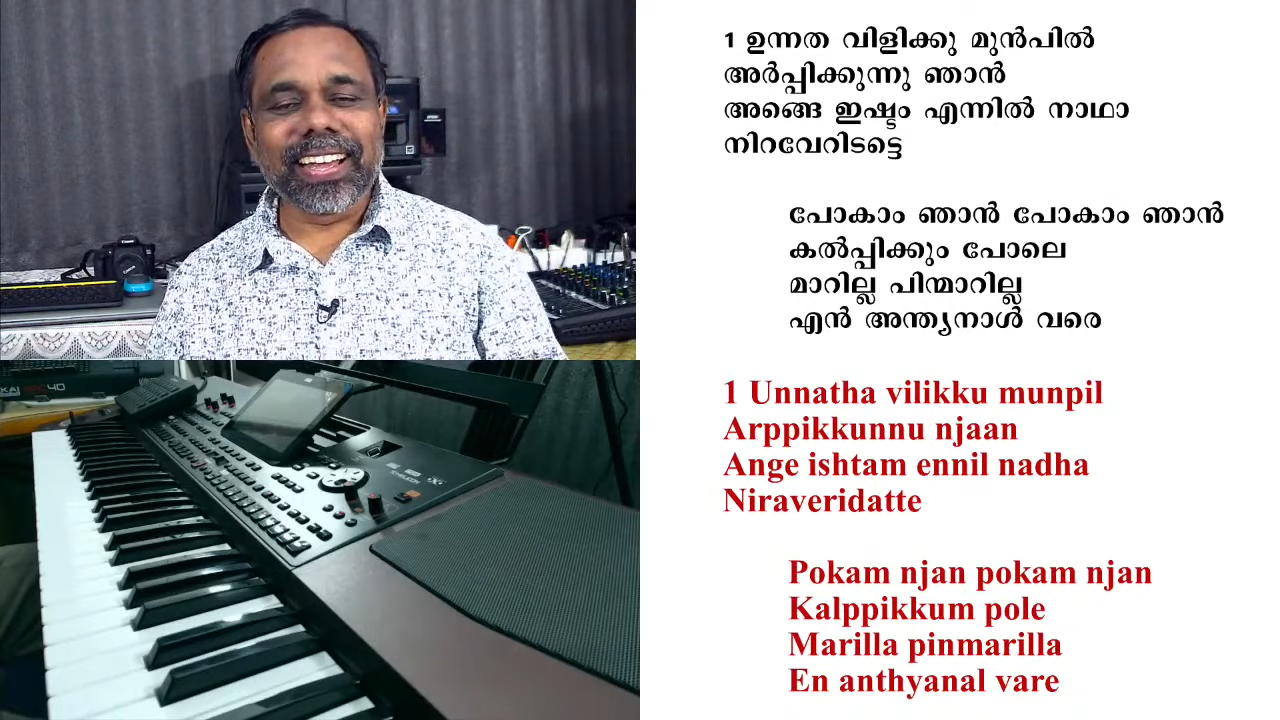 1 ഉന്നത വിളിക്കു മുൻപിൽ
അർപ്പിക്കുന്നു ഞാൻ
അങ്ങെ ഇഷ്ടം എന്നിൽ നാഥാ
നിറവേറിടട്ടെ
പോകാം ഞാൻ പോകാം ഞാൻ
കൽപ്പിക്കും പോലെ
മാറില്ല പിന്മാറില്ല
എൻ അന്ത്യനാൾ വരെ
1 Unnatha vilikku munpil
Arppikkunnu njaan
Ange ishtam ennil nadha
Niraveridatte
Pokam njan pokam njan
Kalppikkum pole
Marilla pinmarilla
En anthyanal vare
Canon